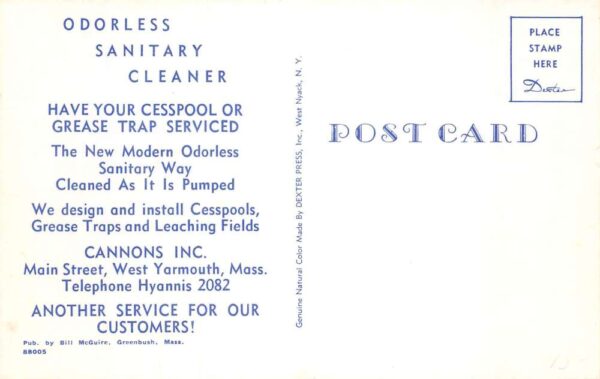 ODORLESS
SANITARY
CLEANER
HAVE YOUR CESSPOOL OR
GREASE TRAP SERVICED
The New Modern Odorless
Sanitary Way
Cleaned As It Is Pumped
We design and install Cesspools,
Grease Traps and Leaching Fields
CANNONS INC.
Main Street, West Yarmouth, Mass.
Telephone Hyannis 2082
ANOTHER SERVICE FOR OUR
CUSTOMERS!
Pub. by Bill McGuire, Greenbush, Mass.
88005
Genuine Natural Color Made By DEXTER PRESS, Inc., West Nyack, N. Y.
POST CARD
PLACE
STAMP
HERE
Dexter